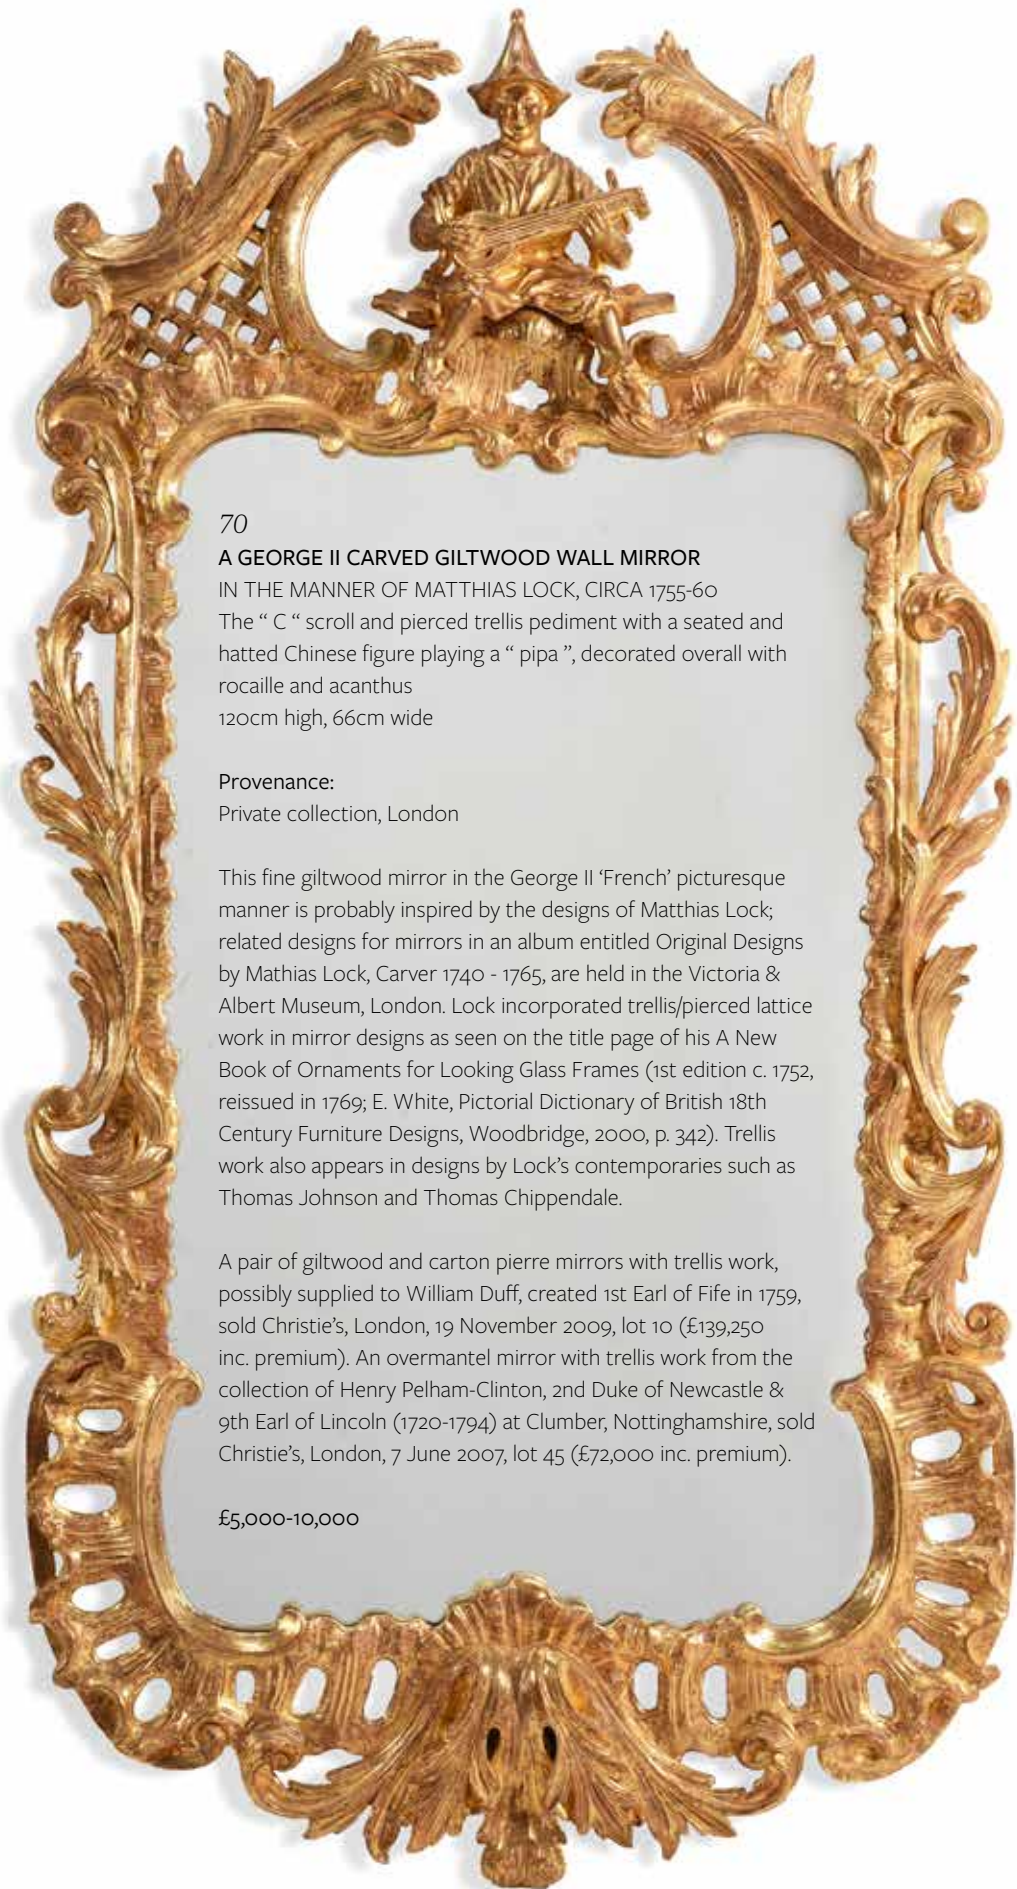 70
A GEORGE II CARVED GILTWOOD WALL MIRROR
IN THE MANNER OF MATTHIAS LOCK, CIRCA 1755-60
The “ C “ scroll and pierced trellis pediment with a seated and
hatted Chinese figure playing a “ pipa ”, decorated overall with
rocaille and acanthus
120cm high, 66cm wide
Provenance:
Private collection, London
This fine giltwood mirror in the George II ‘French’ picturesque
manner is probably inspired by the designs of Matthias Lock;
related designs for mirrors in an album entitled Original Designs
by Mathias Lock, Carver 1740 - 1765, are held in the Victoria &
Albert Museum, London. Lock incorporated trellis/pierced lattice
work in mirror designs as seen on the title page of his A New
Book of Ornaments for Looking Glass Frames (1st edition c. 1752,
reissued in 1769; E. White, Pictorial Dictionary of British 18th
Century Furniture Designs, Woodbridge, 2000, p. 342). Trellis
work also appears in designs by Lock’s contemporaries such as
Thomas Johnson and Thomas Chippendale.
A pair of giltwood and carton pierre mirrors with trellis work,
possibly supplied to William Duff, created 1st Earl of Fife in 1759,
sold Christie’s, London, 19 November 2009, lot 10 (£139,250
inc. premium). An overmantel mirror with trellis work from the
collection of Henry Pelham-Clinton, 2nd Duke of Newcastle &
9th Earl of Lincoln (1720-1794) at Clumber, Nottinghamshire, sold
Christie’s, London, 7 June 2007, lot 45 (£72,000 inc. premium).
£5,000-10,000